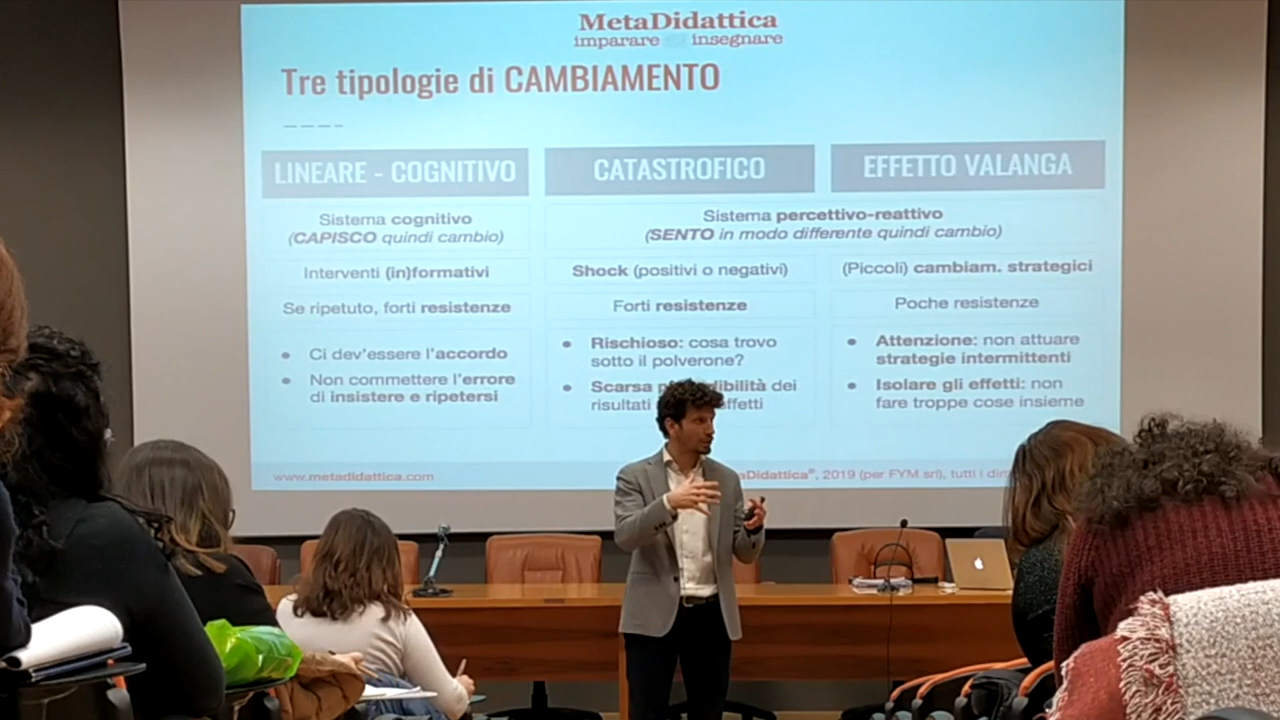 MetaDidattica
imparare insegnare
Tre tipologie di CAMBIAMENTO
LINEARE - COGNITIVO
CATASTROFICO
EFFETTO VALANGA
Sistema cognitivo
(CAPISCO quindi cambio)
Sistema percettivo-reattivo
(SENTO in modo differente quindi cambio)
Interventi (in)formativi
Shock (positivi o negativi)
(Piccoli) cambiam. strategici
Se ripetuto, forti resistenze
Forti resistenze
Poche resistenze
● Ci dev'essere l'accordo
● Non commettere l'errore
di insistere e ripetersi
● Rischioso: cosa trovo
sotto il polverone?
● Scarsa dei
risultati
● Attenzione: non attuare
strategie intermittenti
● Isolare gli effetti: non
fare troppe cose insieme
www.metadidattica.com
aDidattica®, 2019 (per FYM srl), tutti i